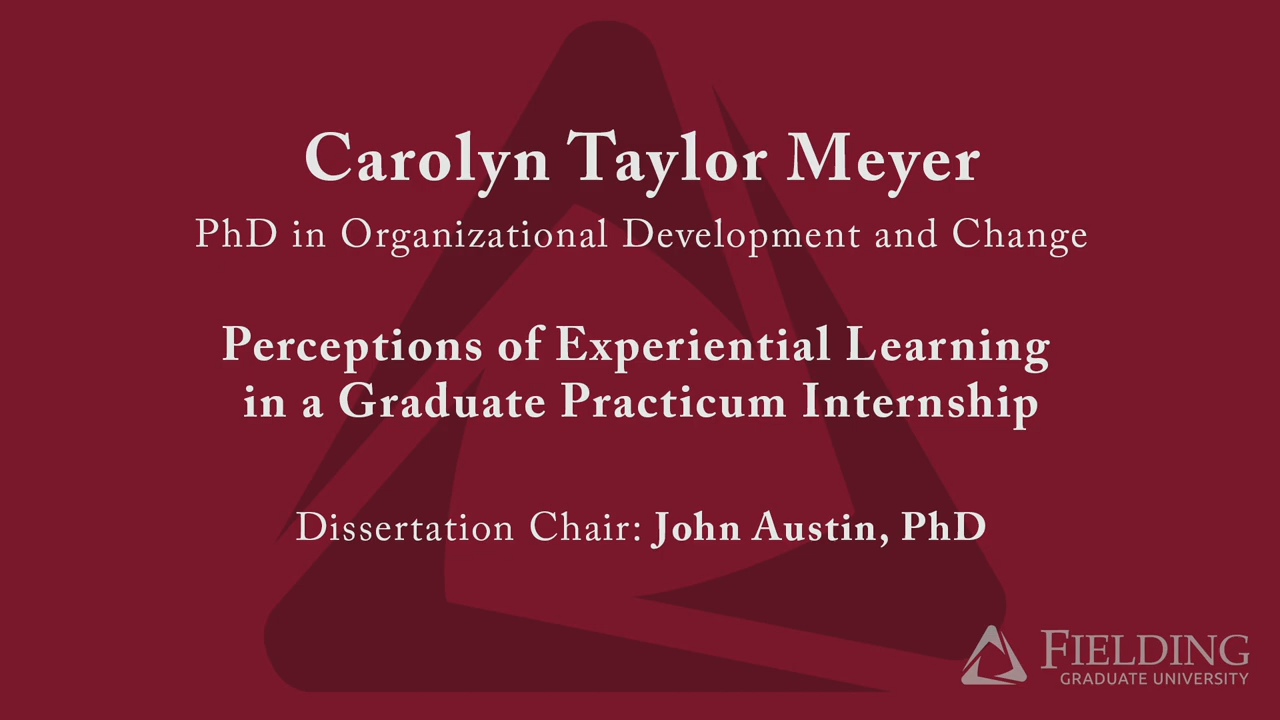 Carolyn Taylor Meyer
PhD in Organizational Development and Change
Perceptions of Experiential Learning
in a Graduate Practicum Internship
Dissertation Chair: John Austin, PhD
FIELDING
GRADUATE UNIVERSITY